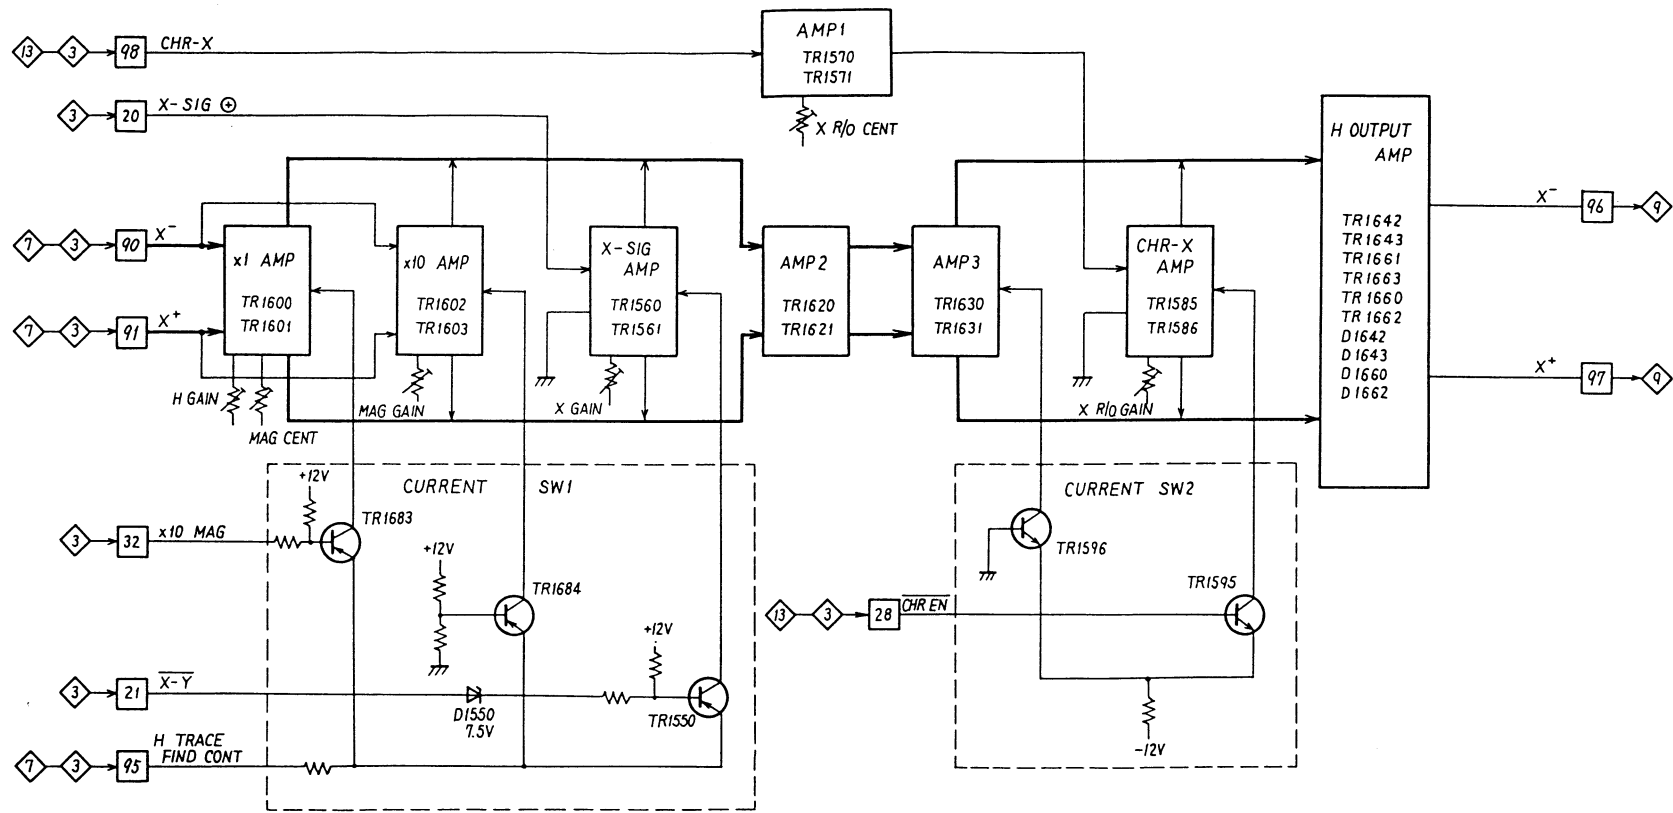 13 3 98 CHR-X
AMP1
TR1570
TR1571
X R/O CENT
3 20 X-SIG ⊕
7 3 90 X⁻
7 3 91 X⁺
x1 AMP
TR1600
TR1601
H GAIN
MAG CENT
x10 AMP
TR1602
TR1603
MAG GAIN
X-SIG
AMP
TR1560
TR1561
X GAIN
AMP2
TR1620
TR1621
AMP3
TR1630
TR1631
CHR-X
AMP
TR1585
TR1586
X R/O GAIN
H OUTPUT
AMP
TR1642
TR1643
TR1661
TR1663
TR1660
TR1662
D1642
D1643
D1660
D1662
X⁻ 96 9
X⁺ 97 9
CURRENT SW1
+12V
TR1683
3 32 x10 MAG
+12V
TR1684
+12V
3 21 X-Y
D1550
7.5V
TR1550
H TRACE
7 3 95 FIND CONT
CURRENT SW2
TR1596
TR1595
13 3 28 CHR EN
-12V